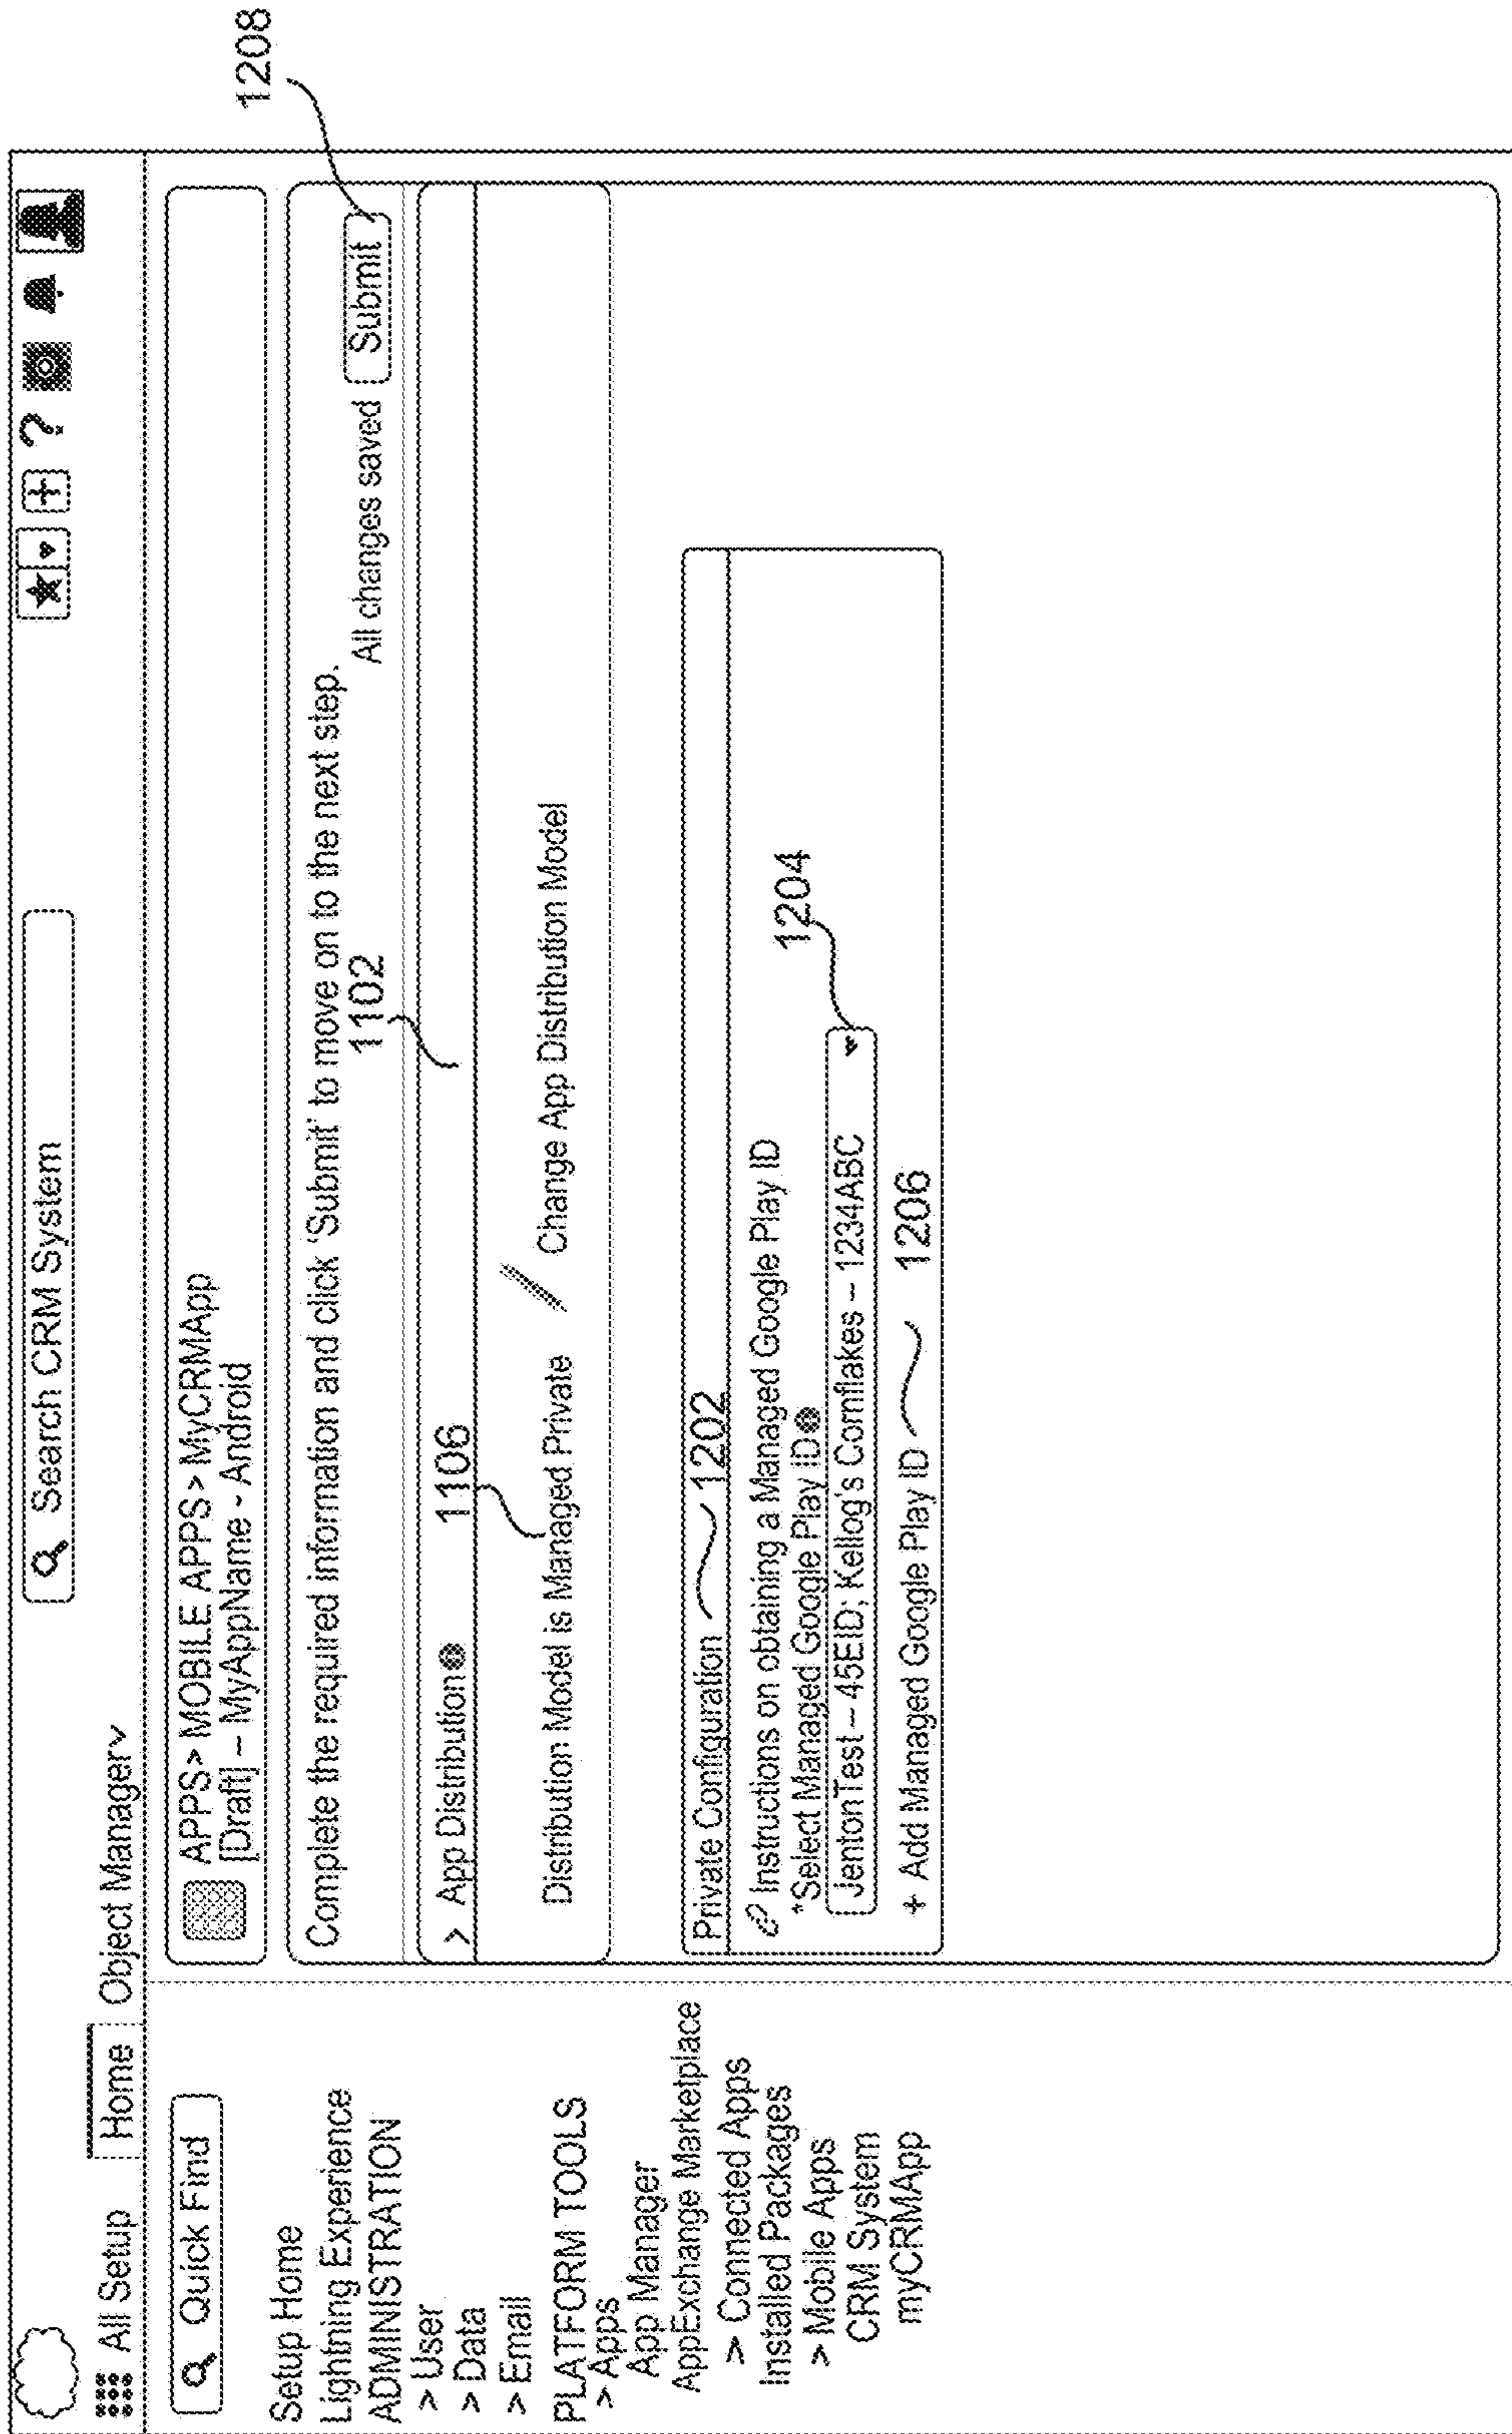 Search CRM System
All Setup
Home
Object Manager
Quick Find
Setup Home
Lightning Experience
ADMINISTRATION
> User
> Data
> Email
PLATFORM TOOLS
> Apps
App Manager
AppExchange Marketplace
> Connected Apps
Installed Packages
> Mobile Apps
CRM System
myCRMApp
APPS> MOBILE APPS> MyCRMApp
[Draft] – MyAppName - Android
Complete the required information and click 'Submit' to move on to the next step.
All changes saved
Submit
1208
1102
> App Distribution
1106
Distribution Model is Managed Private
Change App Distribution Model
Private Configuration
1202
Instructions on obtaining a Managed Google Play ID
*Select Managed Google Play ID
1204
JentonTest – 45EID; Kellog's Cornflakes – 1234ABC
+ Add Managed Google Play ID
1206